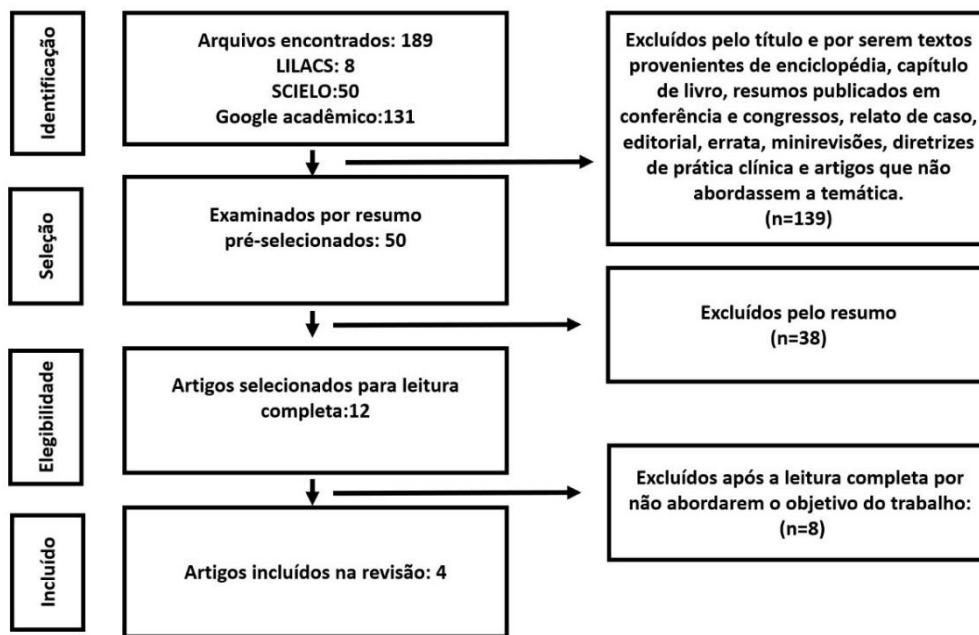 Identificação
Arquivos encontrados: 189
LILACS: 8
SCIELO:50
Google acadêmico:131
Excluídos pelo título e por serem textos
provenientes de enciclopédia, capítulo
de livro, resumos publicados em
conferência e congressos, relato de caso,
editorial, errata, minirevisões, diretrizes
de prática clínica e artigos que não
abordassem a temática.
(n=139)
Seleção
Examinados por resumo
pré-selecionados: 50
Excluídos pelo resumo
(n=38)
Elegibilidade
Artigos selecionados para leitura
completa:12
Excluídos após a leitura completa por
não abordarem o objetivo do trabalho:
(n=8)
Incluído
Artigos incluídos na revisão: 4